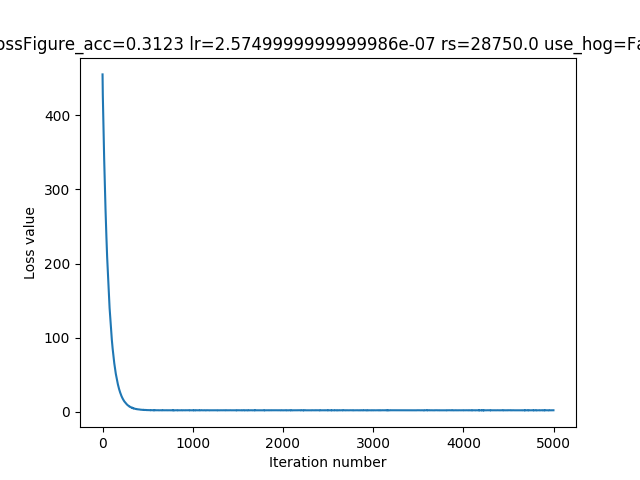 ossFigure_acc=0.3123 lr=2.5749999999999986e-07 rs=28750.0 use_hog=Fa
400
300
200
100
0
Loss value
0 1000 2000 3000 4000 5000
Iteration number